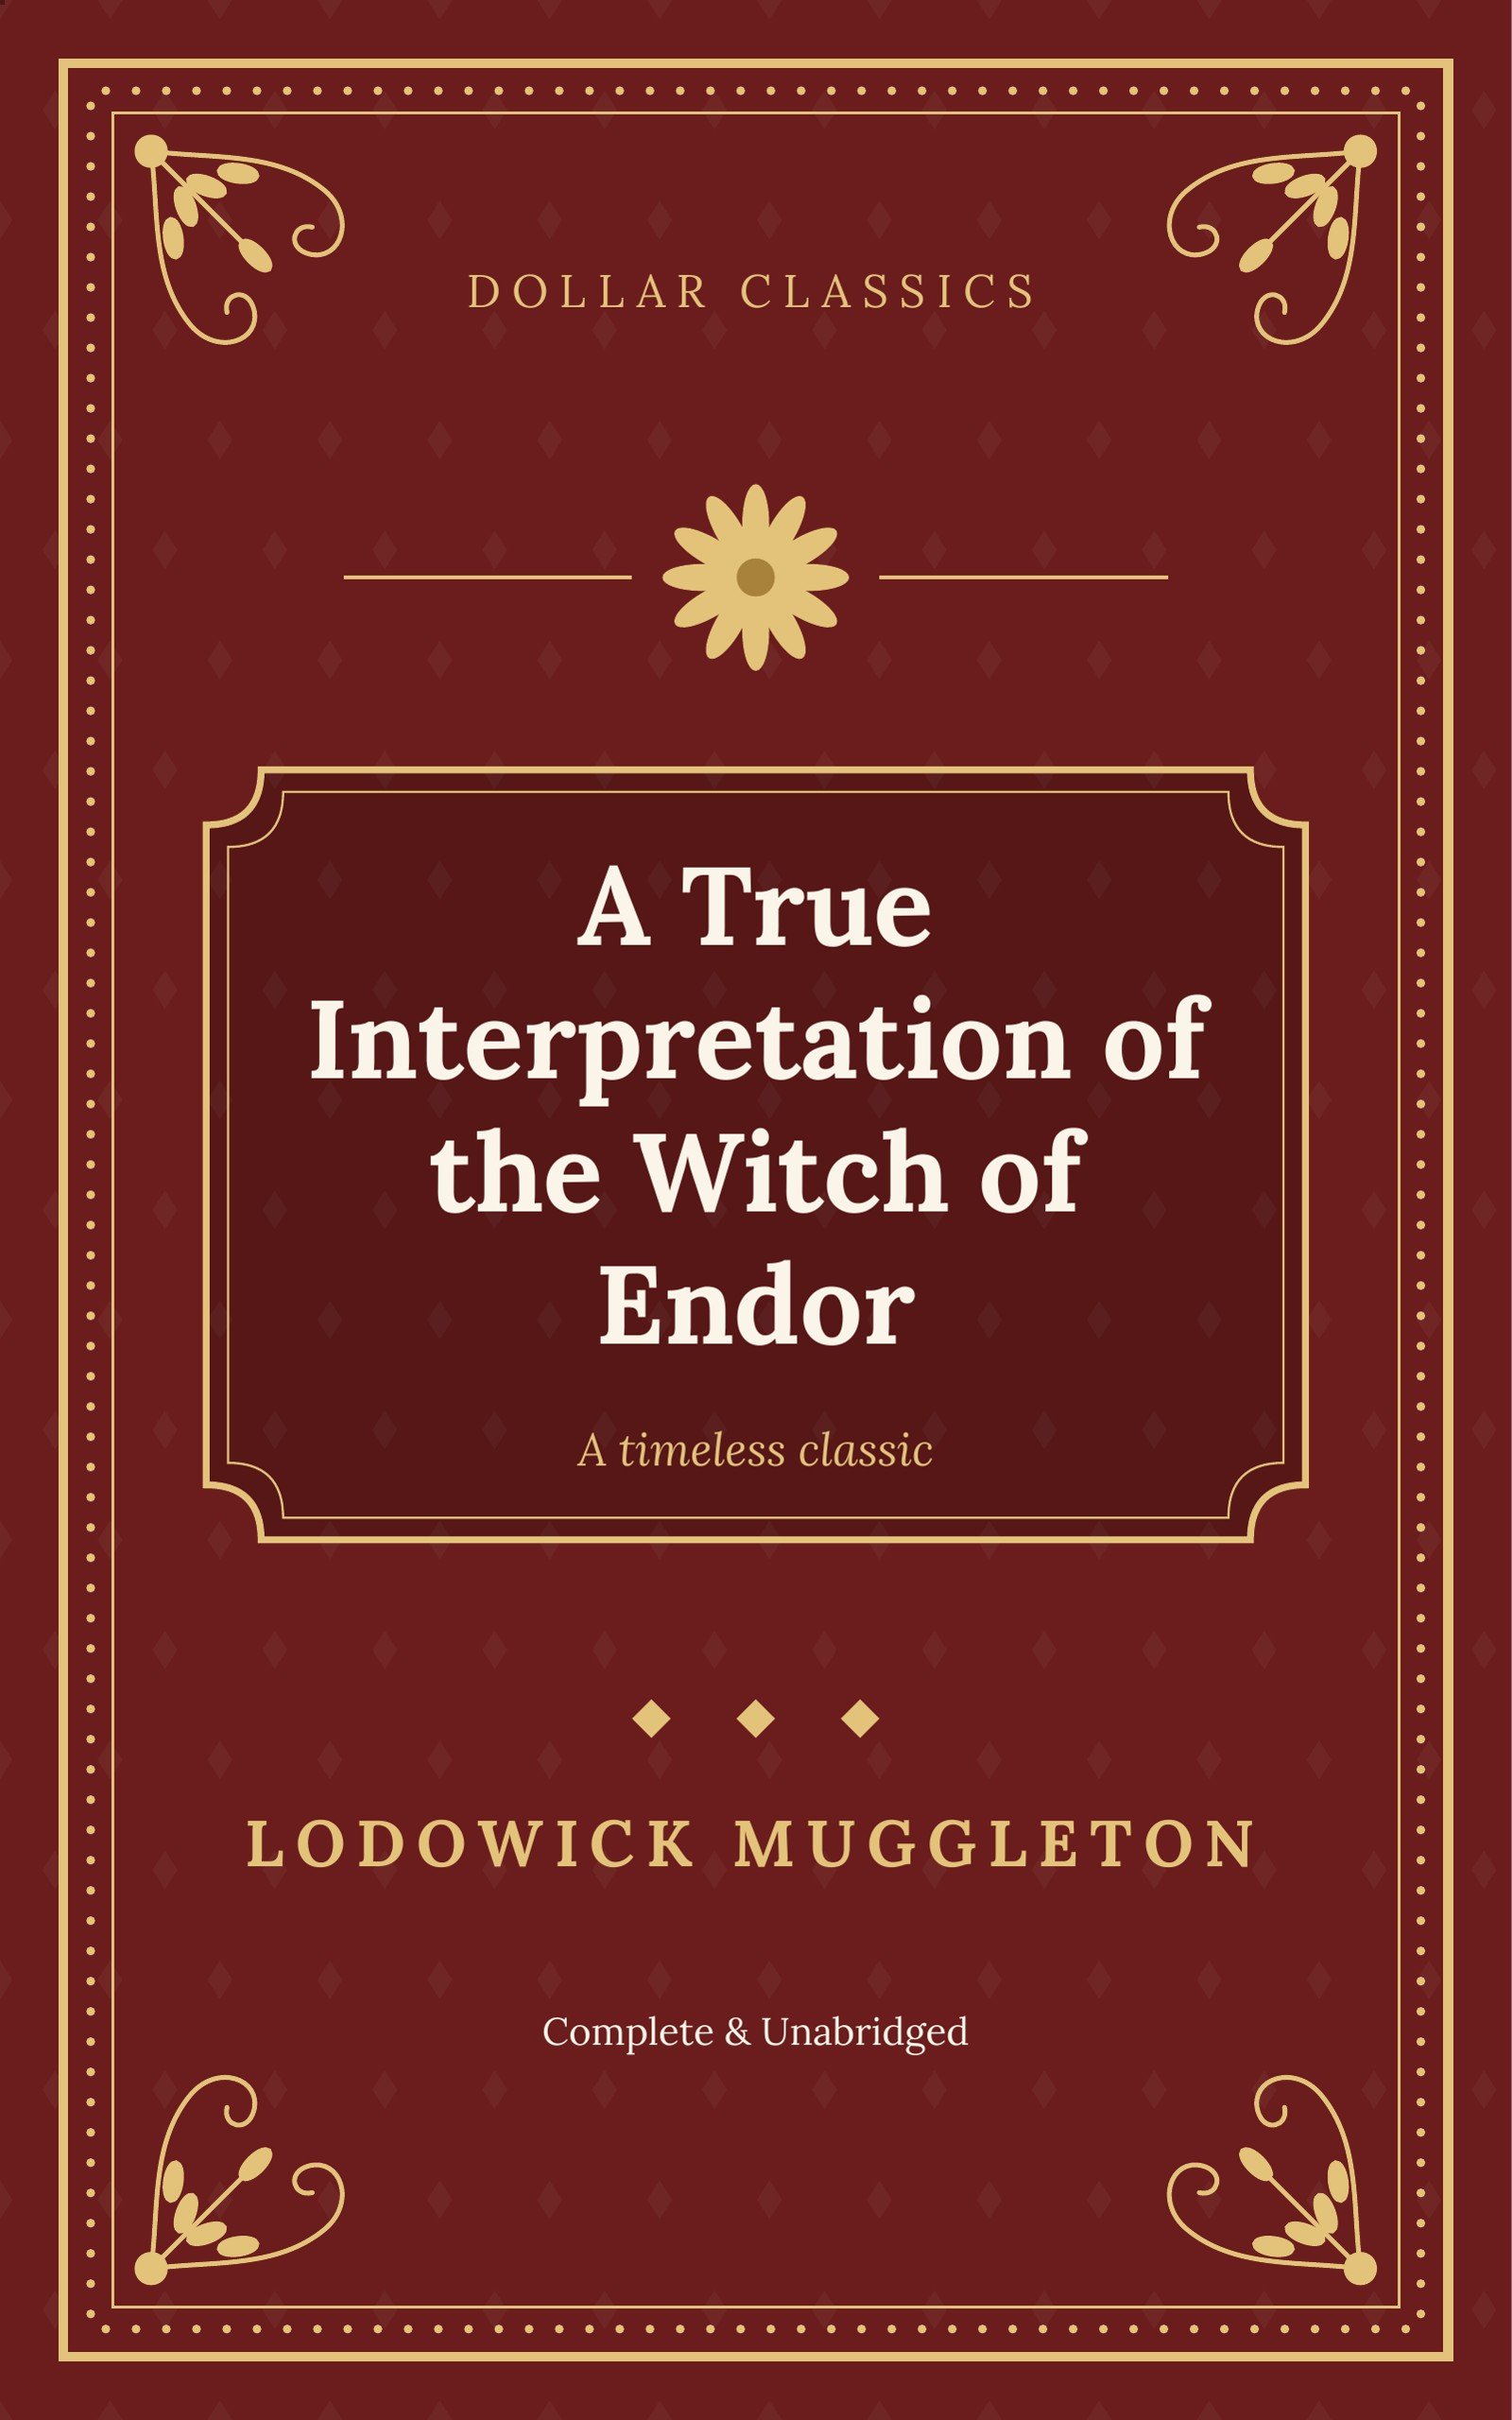 DOLLAR CLASSICS
A True
Interpretation of
the Witch of
Endor
A timeless classic
LODOWICK MUGGLETON
Complete & Unabridged